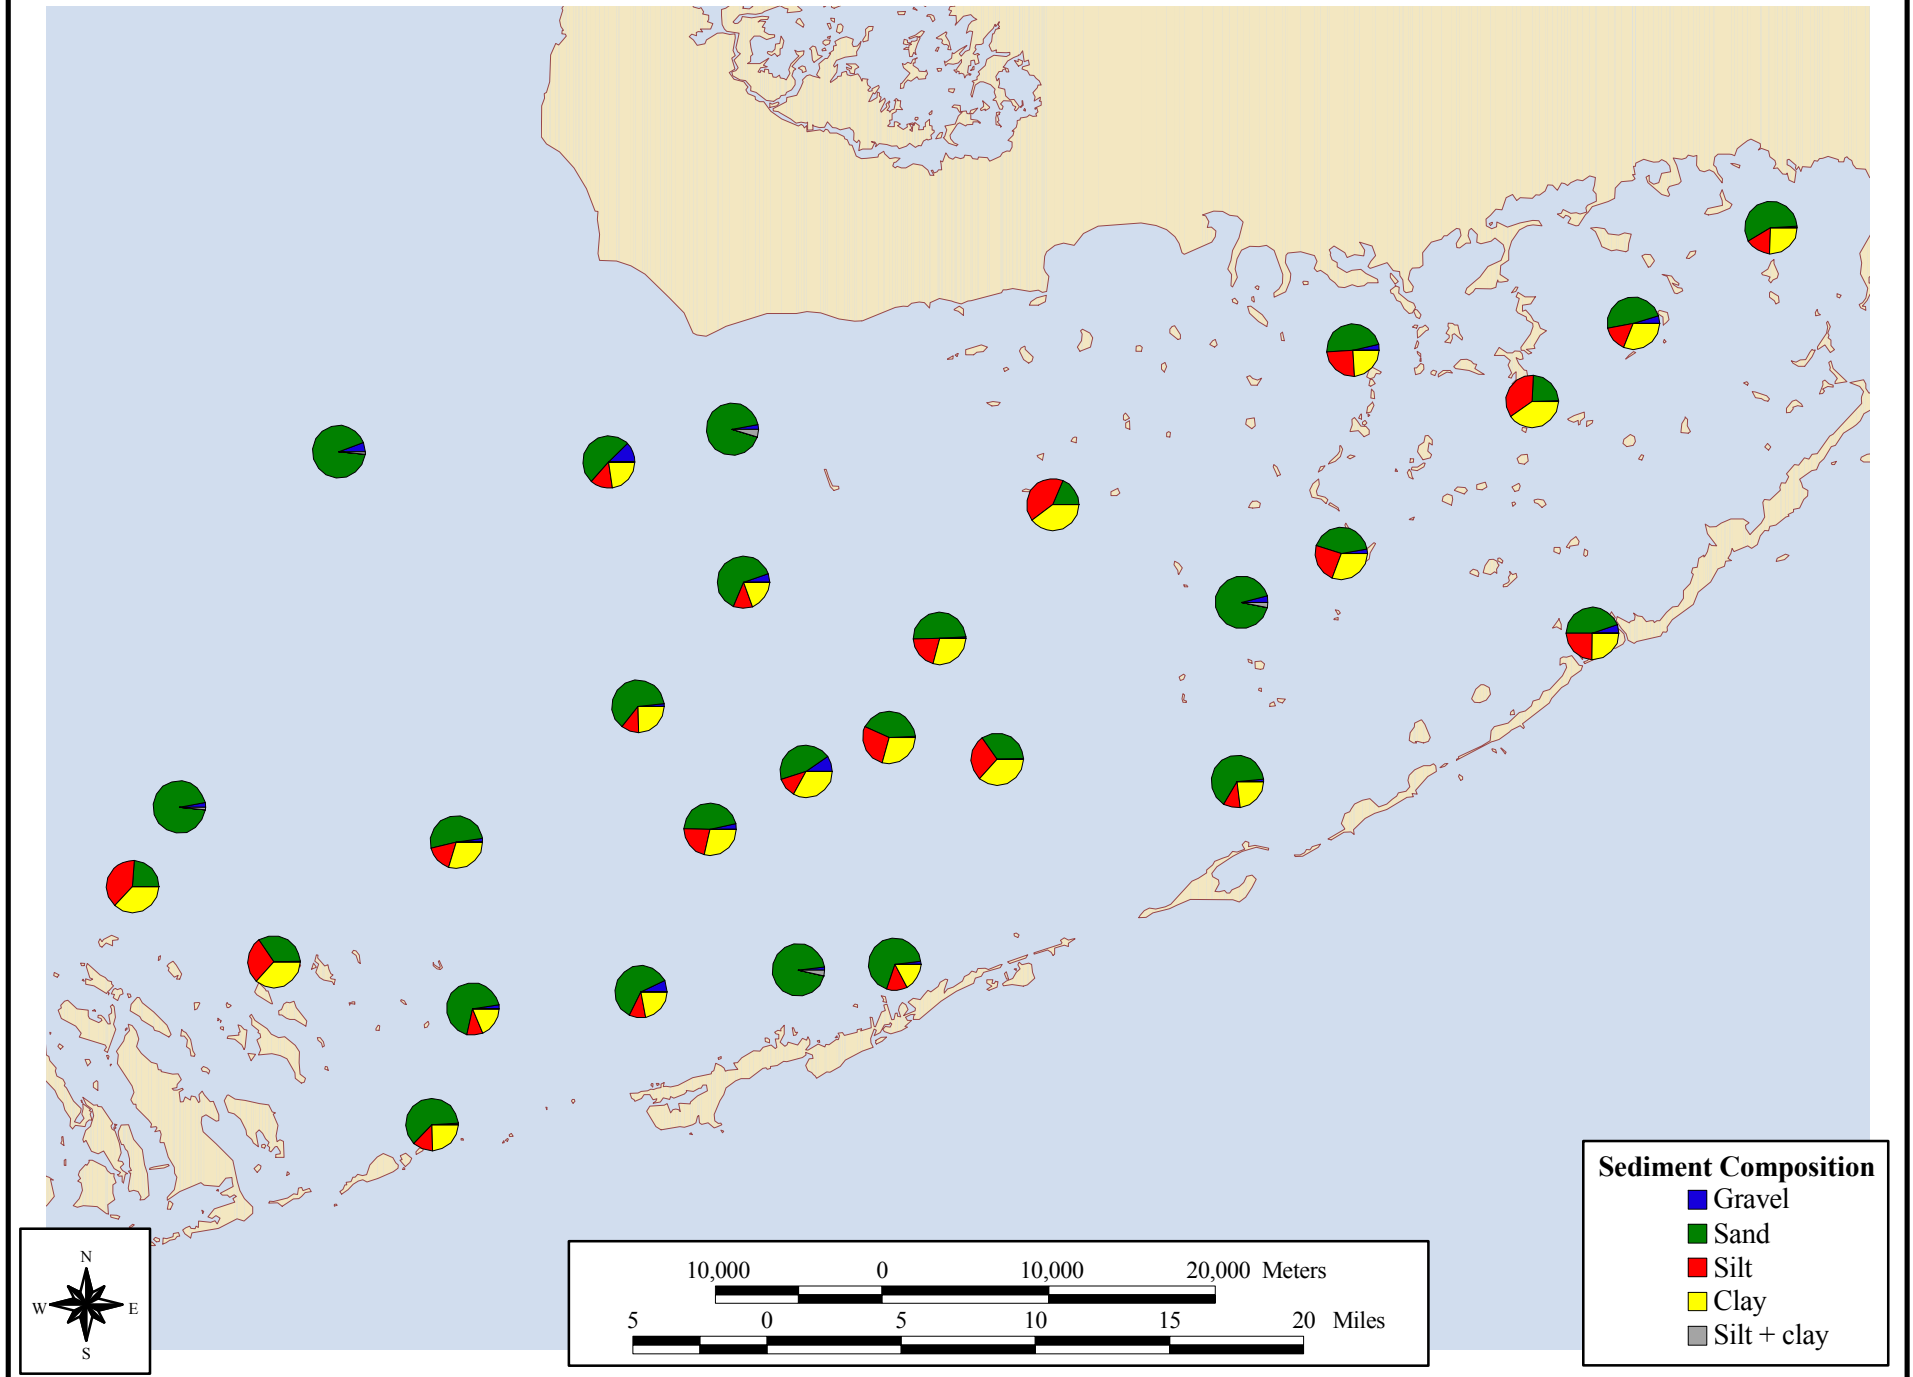 Sediment Composition
Gravel
Sand
Silt
Clay
Silt + clay
N
W E
S
10,000 0 10,000 20,000 Meters
5 0 5 10 15 20 Miles